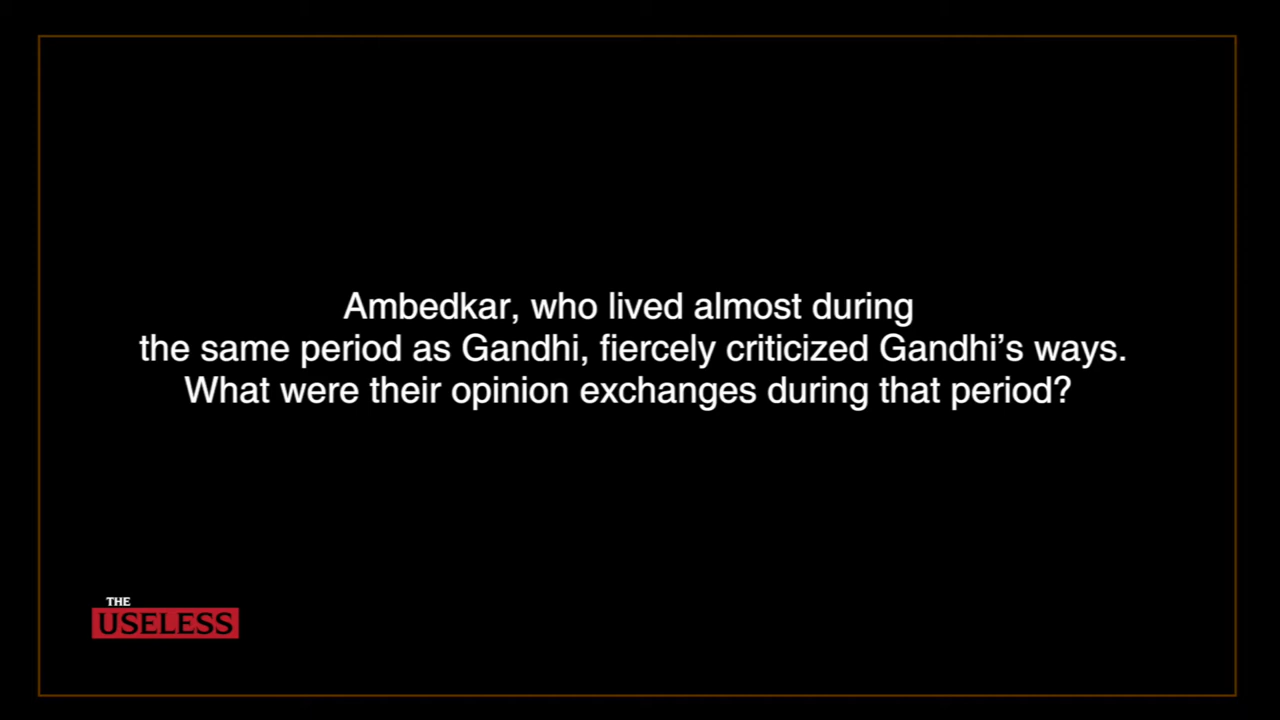 Ambedkar, who lived almost during
the same period as Gandhi, fiercely criticized Gandhi’s ways.
What were their opinion exchanges during that period?
THE
USELESS